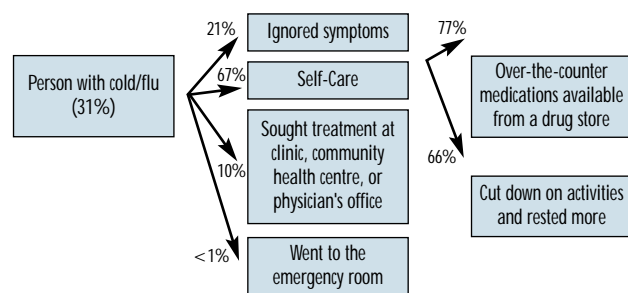 21%
Ignored symptoms
Person with cold/flu
(31%)
67%
Self-Care
10%
Sought treatment at
clinic, community
health centre, or
physician's office
<1%
Went to the
emergency room
77%
Over-the-counter
medications available
from a drug store
66%
Cut down on activities
and rested more